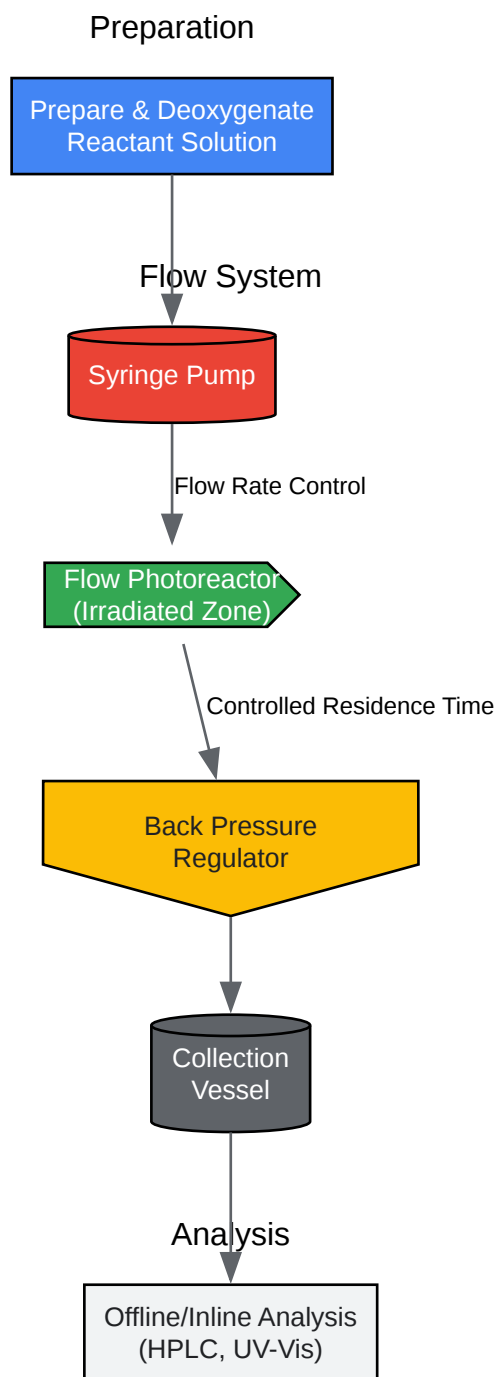 Preparation
Prepare & Deoxygenate
Reactant Solution
Flow System
Syringe Pump
Flow Rate Control
Flow Photoreactor
(Irradiated Zone)
Controlled Residence Time
Back Pressure
Regulator
Collection
Vessel
Analysis
Offline/Inline Analysis
(HPLC, UV-Vis)